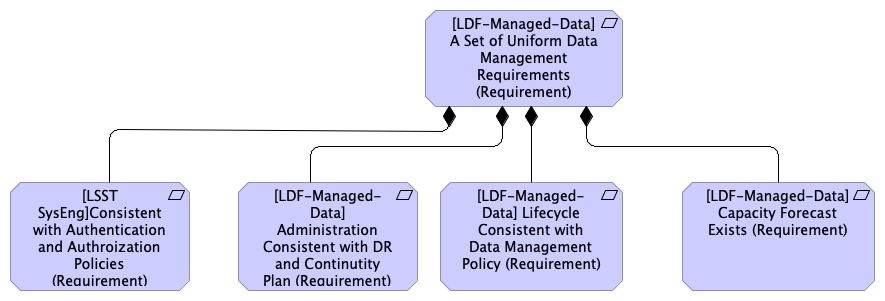 [LDF-Managed-Data]
A Set of Uniform Data
Management
Requirements
(Requirement)
[LSST
SysEng]Consistent
with Authentication
and Authroization
Policies
(Requirement)
[LDF-Managed-
Data]
Administration
Consistent with DR
and Continutity
Plan (Requirement)
[LDF-Managed-
Data] Lifecycle
Consistent with
Data Management
Policy (Requirement)
[LDF-Managed-Data]
Capacity Forecast
Exists (Requirement)